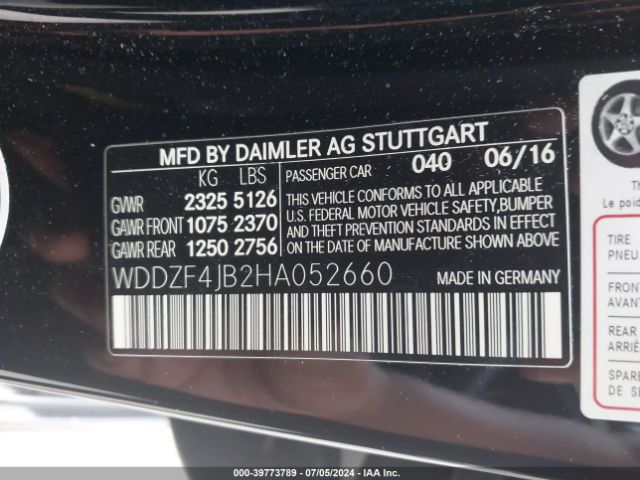 MFD BY DAIMLER AG STUTTGART
KG LBS
GVWR 2325 5126
GAWR FRONT 1075 2370
GAWR REAR 1250 2756
PASSENGER CAR 040 06/16
THIS VEHICLE CONFORMS TO ALL APPLICABLE
U.S. FEDERAL MOTOR VEHICLE SAFETY,BUMPER
AND THEFT PREVENTION STANDARDS IN EFFECT
ON THE DATE OF MANUFACTURE SHOWN ABOVE
WDDZF4JB2HA052660 MADE IN GERMANY
Le poid
TIRE
PNEU
FRONT
AVANT
REAR
ARRIÈ
SPARE
DE S
000-39773789 - 07/05/2024 - IAA Inc.